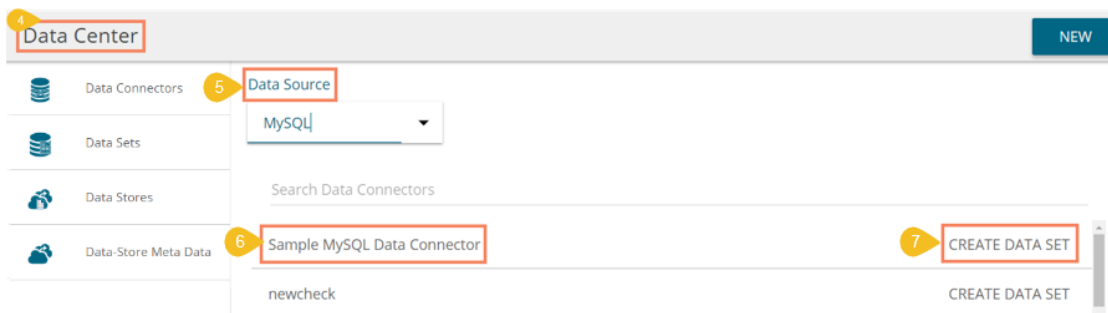 4
Data Center
NEW
Data Connectors
5
Data Source
MySQL
Data Sets
Search Data Connectors
Data Stores
6
Sample MySQL Data Connector
7
CREATE DATA SET
Data-Store Meta Data
newcheck
CREATE DATA SET